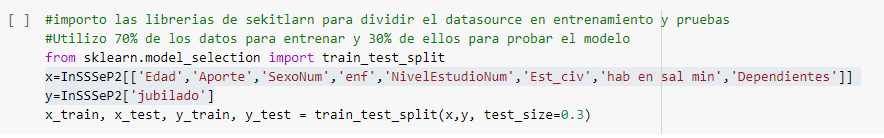 [ ] #importo las librerias de sekitlarn para dividir el datasource en entrenamiento y pruebas
#Utilizo 70% de los datos para entrenar y 30% de ellos para probar el modelo
from sklearn.model_selection import train_test_split
x=InSSSeP2[['Edad','Aporte','SexoNum','enf','NivelEstudioNum','Est_civ','hab en sal min','Dependientes']]
y=InSSSeP2['jubilado']
x_train, x_test, y_train, y_test = train_test_split(x,y, test_size=0.3)